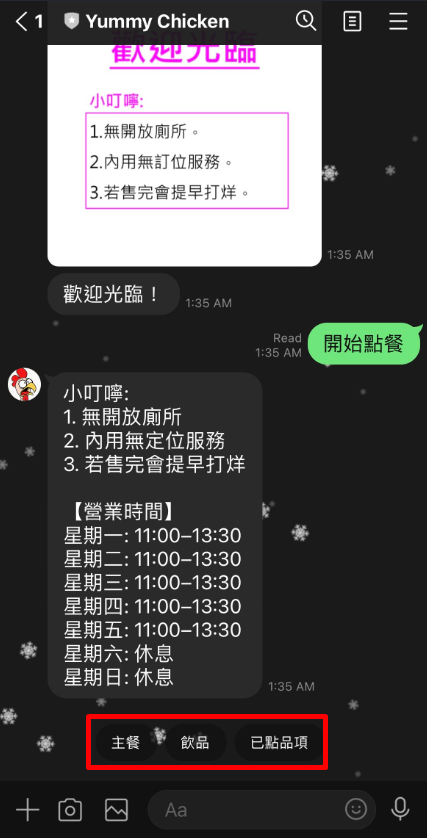 1 Yummy Chicken
歡迎光臨
小叮嚀:
1.無開放廁所。
2.內用無訂位服務。
3.若售完會提早打烊。
1:35 AM
歡迎光臨！
1:35 AM
Read
1:35 AM
開始點餐
小叮嚀:
1. 無開放廁所
2. 內用無定位服務
3. 若售完會提早打烊
【營業時間】
星期一: 11:00–13:30
星期二: 11:00–13:30
星期三: 11:00–13:30
星期四: 11:00–13:30
星期五: 11:00–13:30
星期六: 休息
星期日: 休息
1:35 AM
主餐 飲品 已點品項
Aa